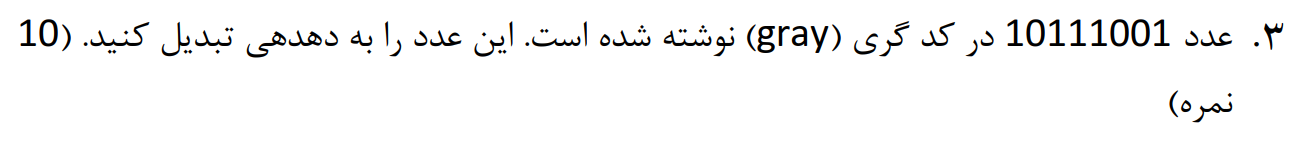 ۳. عدد 10111001 در کد گری (gray) نوشته شده است. این عدد را به دهدهی تبدیل کنید. (10
نمره)